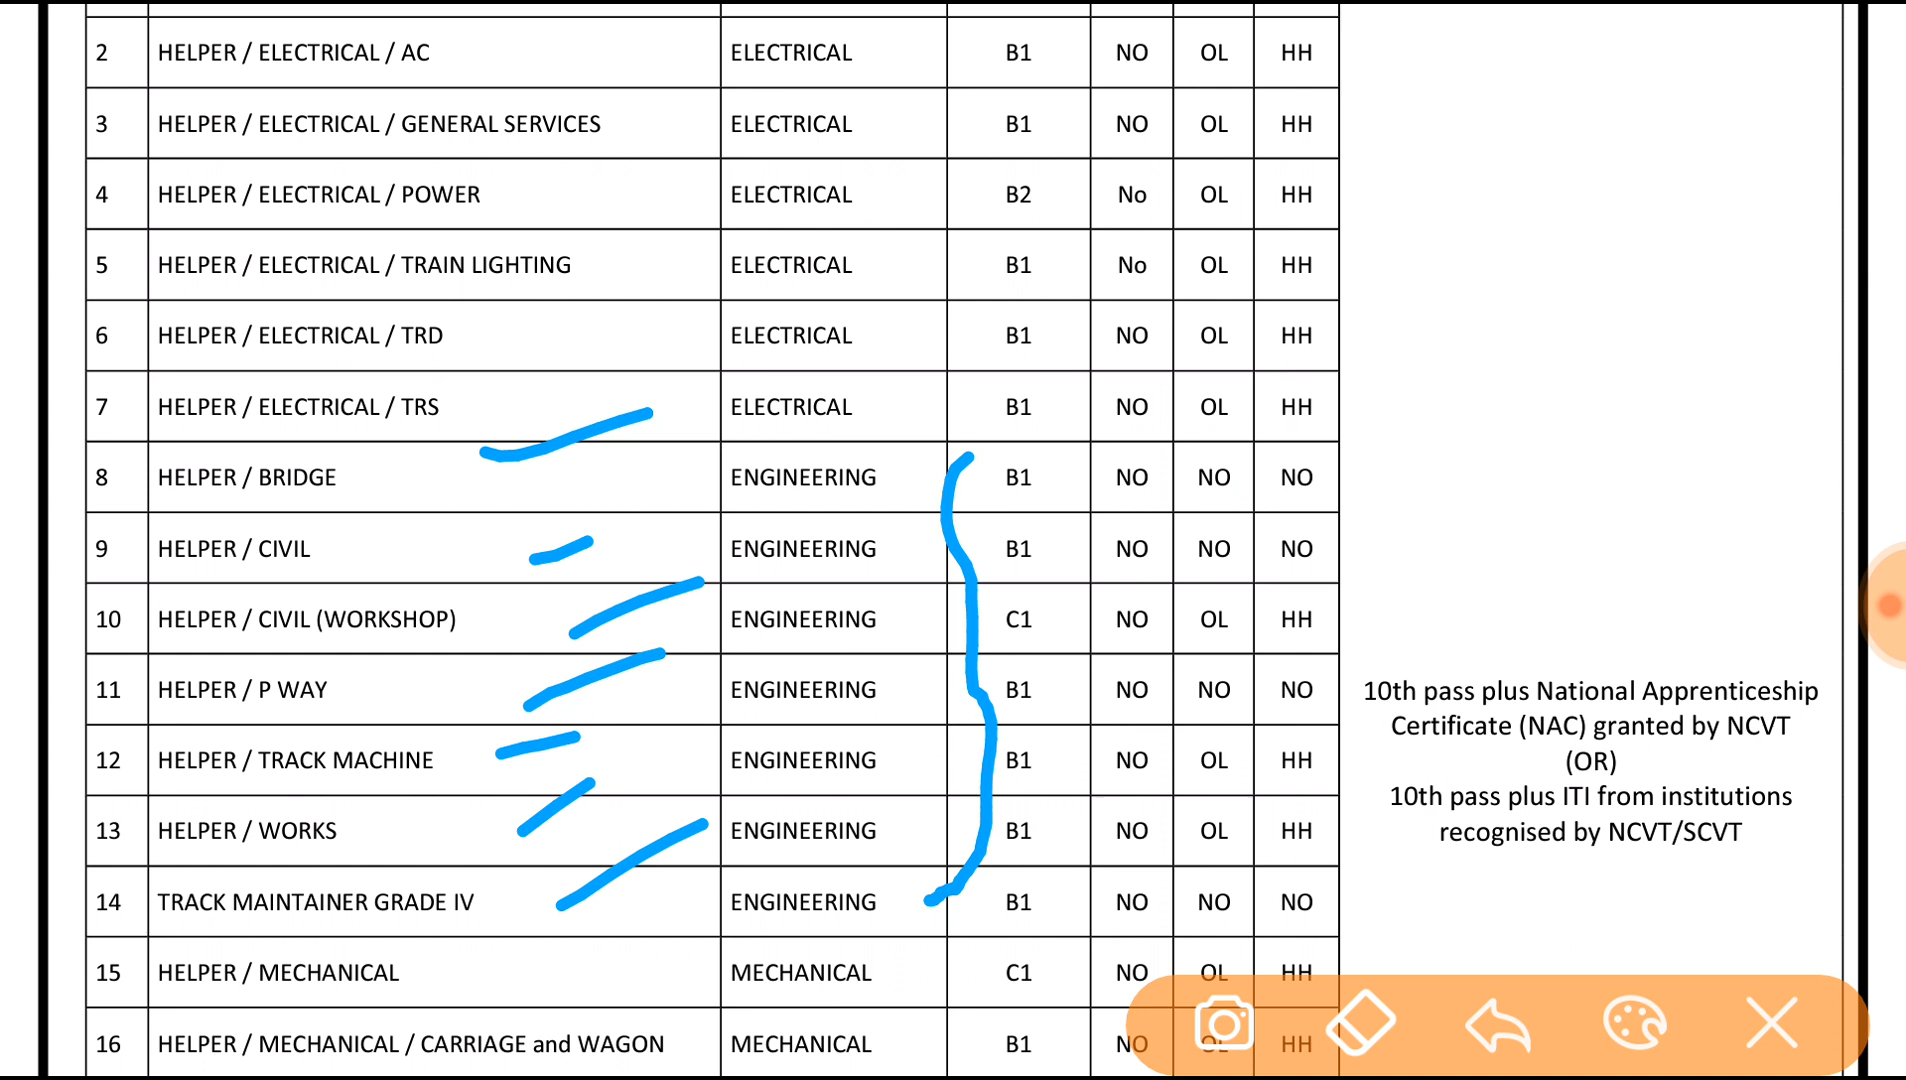 2 HELPER / ELECTRICAL / AC ELECTRICAL B1 NO OL HH
3 HELPER / ELECTRICAL / GENERAL SERVICES ELECTRICAL B1 NO OL HH
4 HELPER / ELECTRICAL / POWER ELECTRICAL B2 No OL HH
5 HELPER / ELECTRICAL / TRAIN LIGHTING ELECTRICAL B1 No OL HH
6 HELPER / ELECTRICAL / TRD ELECTRICAL B1 NO OL HH
7 HELPER / ELECTRICAL / TRS ELECTRICAL B1 NO OL HH
8 HELPER / BRIDGE ENGINEERING B1 NO NO NO
9 HELPER / CIVIL ENGINEERING B1 NO NO NO
10 HELPER / CIVIL (WORKSHOP) ENGINEERING C1 NO OL HH
11 HELPER / P WAY ENGINEERING B1 NO NO NO
12 HELPER / TRACK MACHINE ENGINEERING B1 NO OL HH
13 HELPER / WORKS ENGINEERING B1 NO OL HH
14 TRACK MAINTAINER GRADE IV ENGINEERING B1 NO NO NO
15 HELPER / MECHANICAL MECHANICAL C1 NO OL HH
16 HELPER / MECHANICAL / CARRIAGE and WAGON MECHANICAL B1 NO OL HH
10th pass plus National Apprenticeship
Certificate (NAC) granted by NCVT
(OR)
10th pass plus ITI from institutions
recognised by NCVT/SCVT